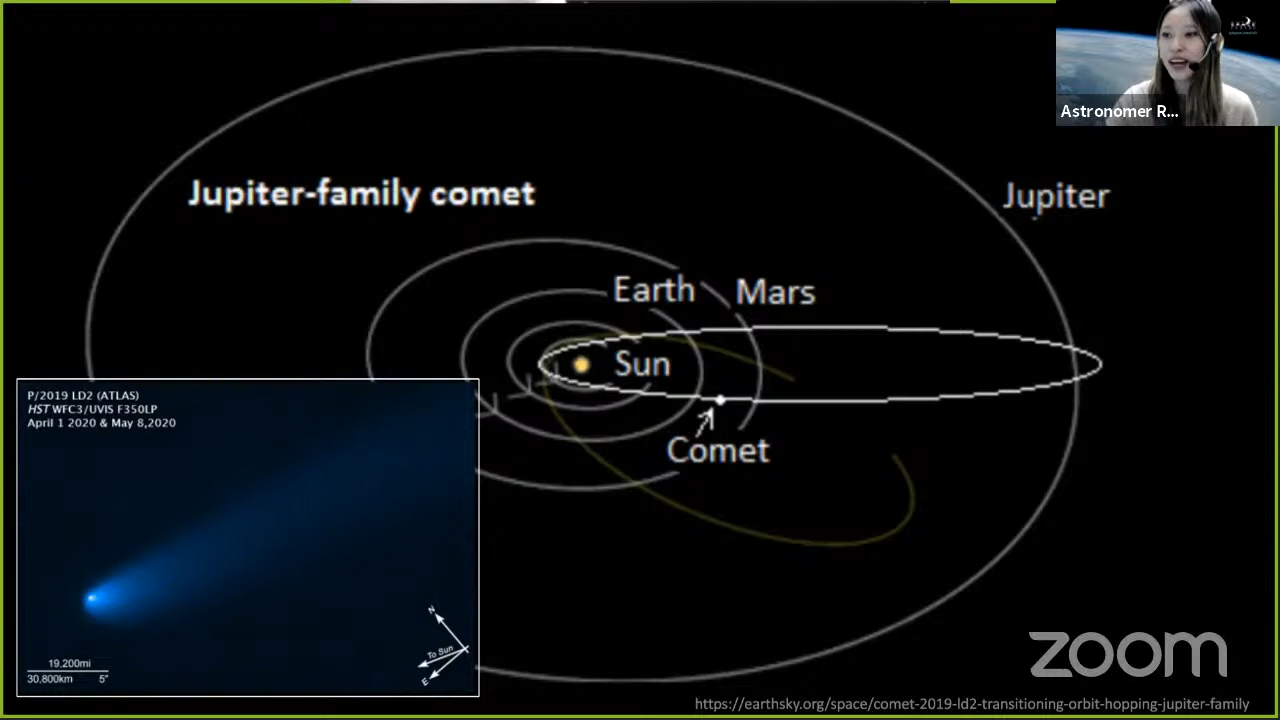 Astronomer R...
Jupiter-family comet
Jupiter
Earth
Mars
Sun
Comet
P/2019 LD2 (ATLAS)
HST WFC3/UVIS F350LP
April 1 2020 & May 8,2020
N
To Sun
E
19,200mi
30,800km 5"
zoom
https://earthsky.org/space/comet-2019-ld2-transitioning-orbit-hopping-jupiter-family